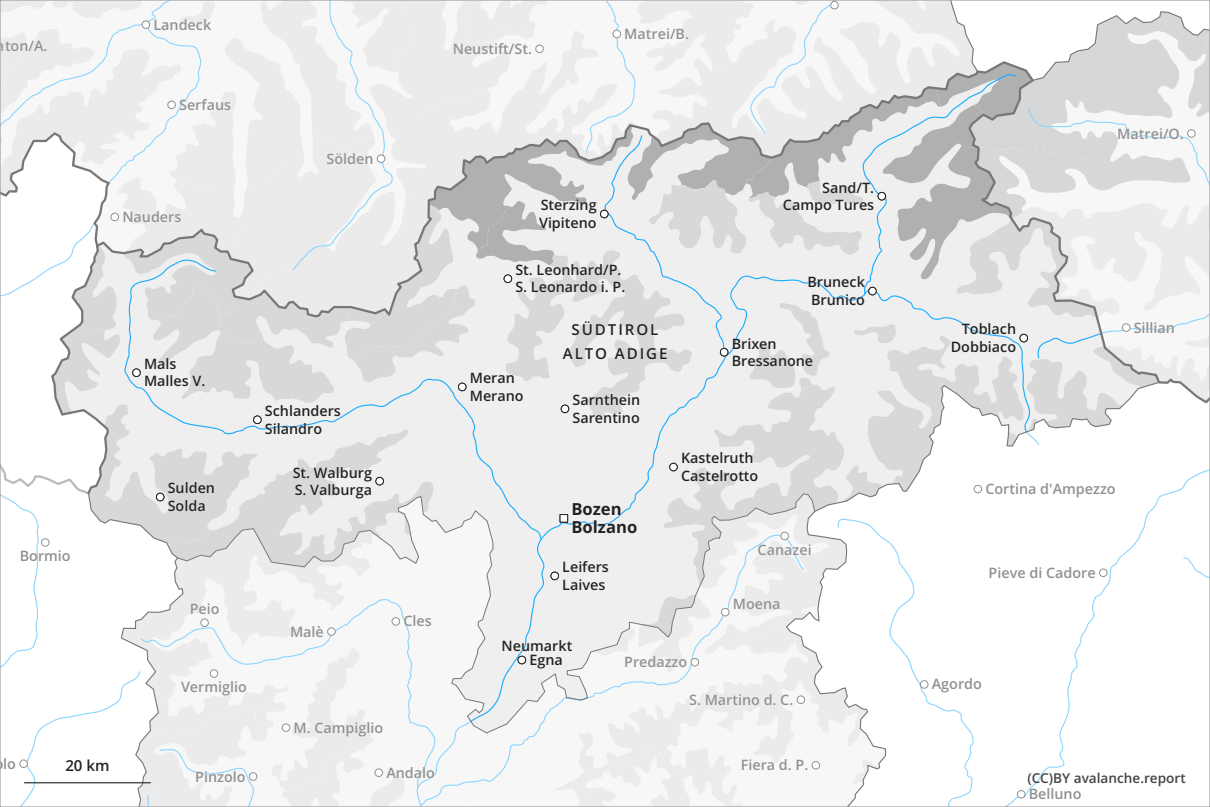 Landeck
Matrei/B.
nton/A.
Neustift/St.
Serfaus
Matrei/O.
Sölden
Sand/T.
Campo Tures
Sterzing
Vipiteno
Nauders
St. Leonhard/P.
S. Leonardo i. P.
Bruneck
Brunico
SÜDTIROL
ALTO ADIGE
Toblach
Dobbiaco
Sillian
Brixen
Bressanone
Mals
Malles V.
Meran
Merano
Schlanders
Silandro
Sarnthein
Sarentino
Kastelruth
Castelrotto
St. Walburg
S. Valburga
Sulden
Solda
Cortina d'Ampezzo
Bozen
Bolzano
Bormio
Canazei
Leifers
Laives
Pieve di Cadore
Peio
Moena
Malè
Cles
Neumarkt
Egna
Predazzo
Vermiglio
Agordo
S. Martino d. C.
M. Campiglio
20 km
olo
Pinzolo
Andalo
Fiera d. P.
(CC)BY avalanche.report
Belluno